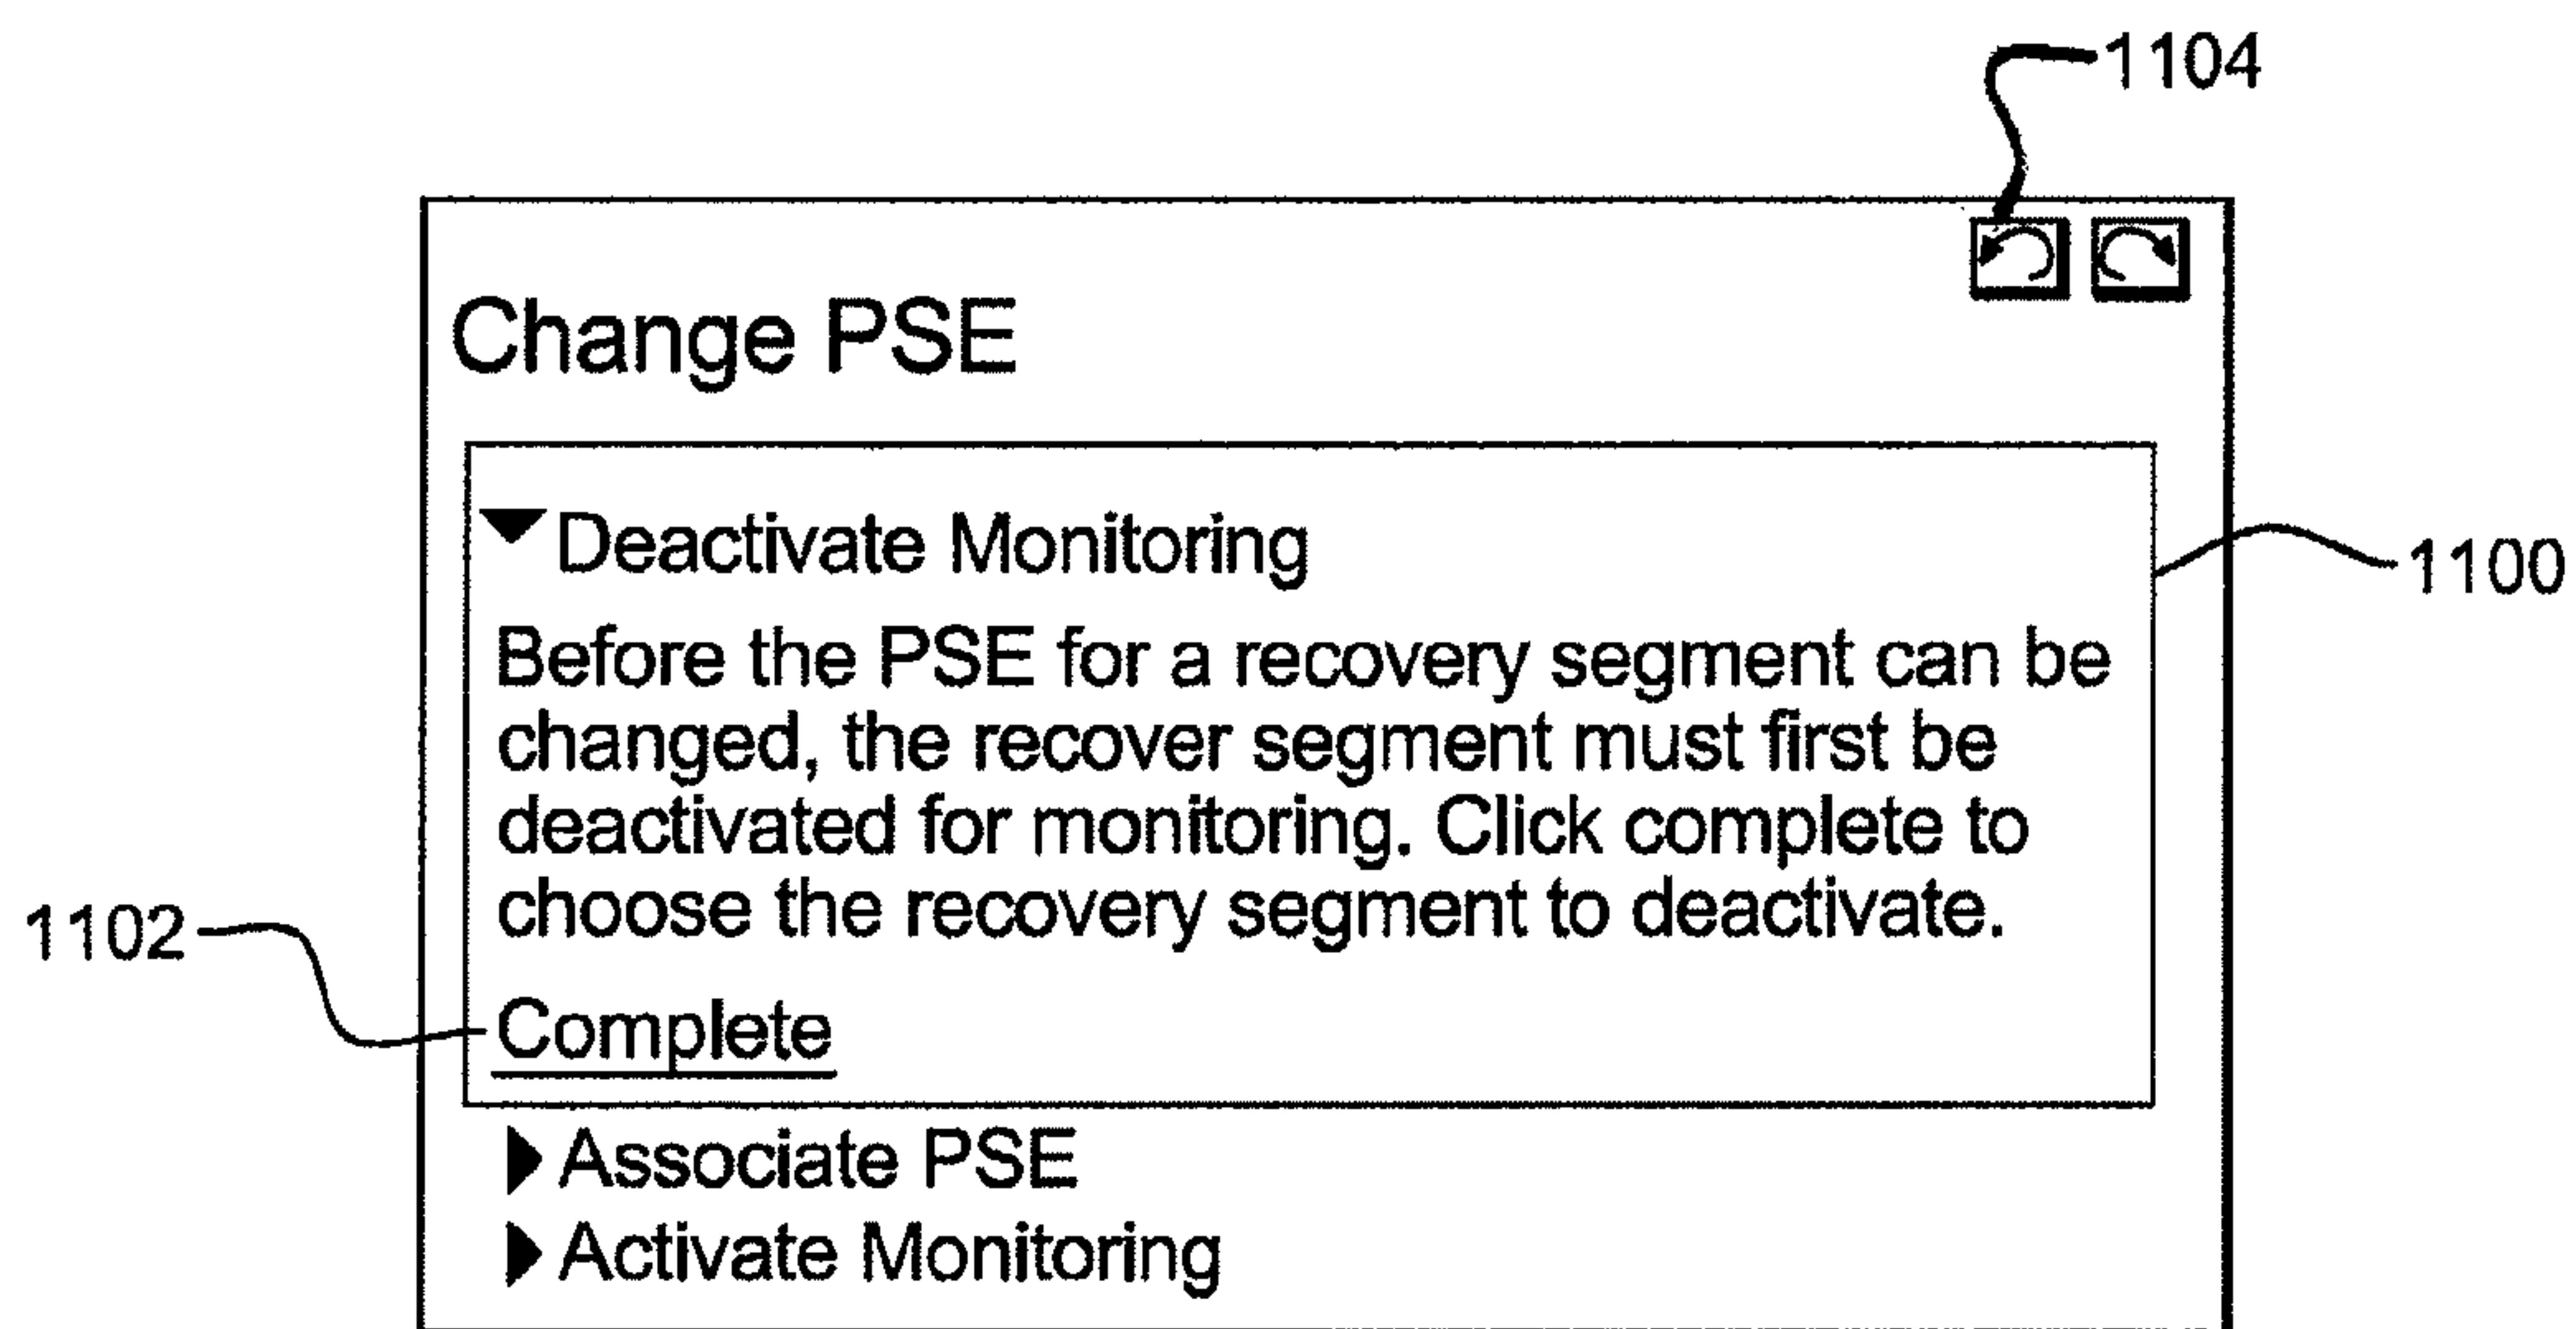 1104
Change PSE
Deactivate Monitoring
1100
Before the PSE for a recovery segment can be
changed, the recover segment must first be
deactivated for monitoring. Click complete to
choose the recovery segment to deactivate.
1102
Complete
Associate PSE
Activate Monitoring